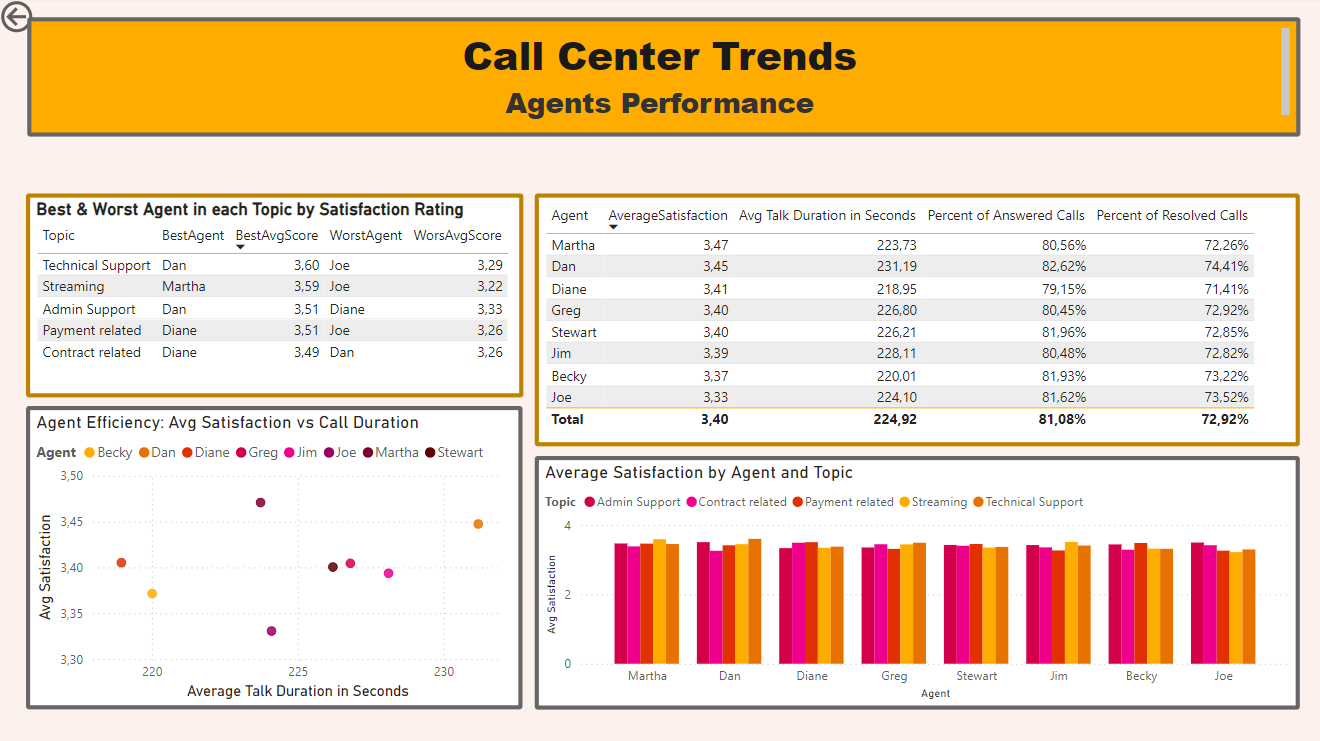 Call Center Trends
Agents Performance
Best & Worst Agent in each Topic by Satisfaction Rating
Topic BestAgent BestAvgScore WorstAgent WorsAvgScore
Technical Support Dan 3,60 Joe 3,29
Streaming Martha 3,59 Joe 3,22
Admin Support Dan 3,51 Diane 3,33
Payment related Diane 3,51 Joe 3,26
Contract related Diane 3,49 Dan 3,26
Agent AverageSatisfaction Avg Talk Duration in Seconds Percent of Answered Calls Percent of Resolved Calls
Martha 3,47 223,73 80,56% 72,26%
Dan 3,45 231,19 82,62% 74,41%
Diane 3,41 218,95 79,15% 71,41%
Greg 3,40 226,80 80,45% 72,92%
Stewart 3,40 226,21 81,96% 72,85%
Jim 3,39 228,11 80,48% 72,82%
Becky 3,37 220,01 81,93% 73,22%
Joe 3,33 224,10 81,62% 73,52%
Total 3,40 224,92 81,08% 72,92%
Agent Efficiency: Avg Satisfaction vs Call Duration
Agent Becky Dan Diane Greg Jim Joe Martha Stewart
Avg Satisfaction
3,50
3,45
3,40
3,35
3,30
220 225 230
Average Talk Duration in Seconds
Average Satisfaction by Agent and Topic
Topic Admin Support Contract related Payment related Streaming Technical Support
Avg Satisfaction
4
2
0
Martha Dan Diane Greg Stewart Jim Becky Joe
Agent